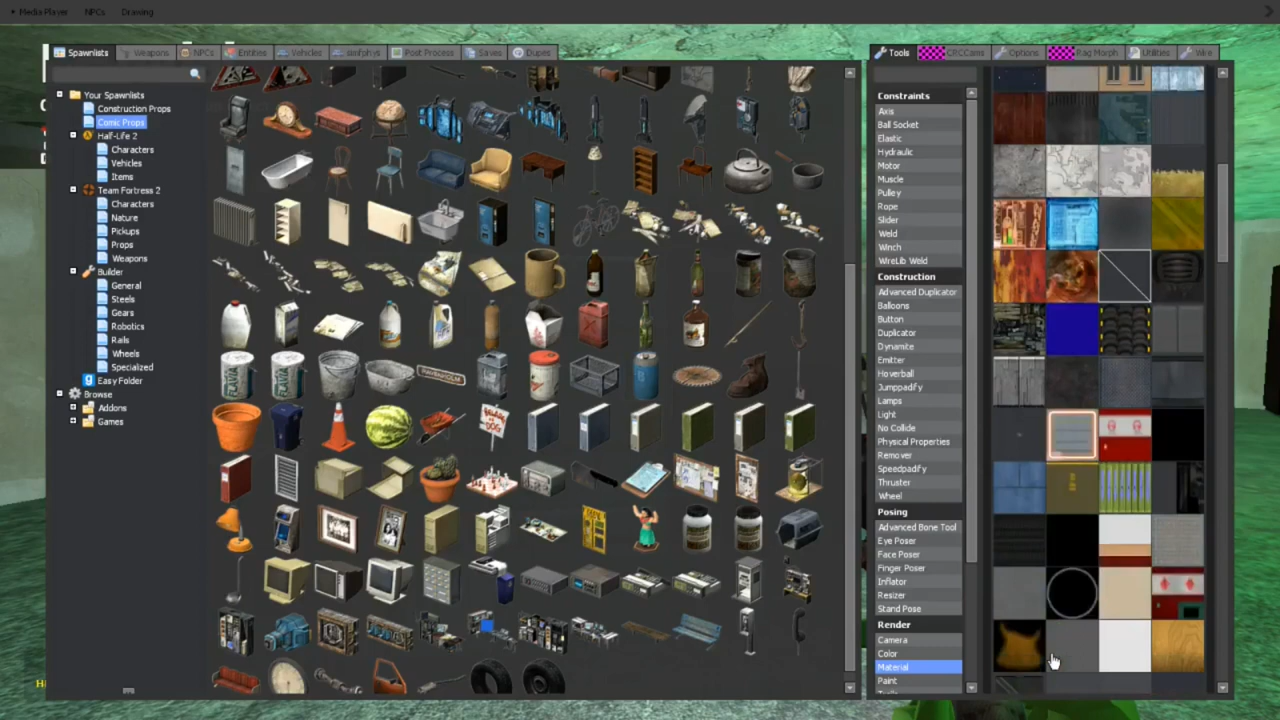 • Media Player NPCs Drawing
Spawnlists Weapons NPCs Entities Vehicles simfphys Post Process Saves Dupes
Tools CRCCams Options Rag Morph Utilities Wire
Your Spawnlists
Construction Props
Comic Props
Half-Life 2
Characters
Vehicles
Items
Team Fortress 2
Characters
Nature
Pickups
Props
Weapons
Builder
General
Steels
Gears
Robotics
Rails
Wheels
Specialized
Easy Folder
Browse
Addons
Games
RAVENHOLM
Constraints
Axis
Ball Socket
Elastic
Hydraulic
Motor
Muscle
Pulley
Rope
Slider
Weld
Winch
WireLib Weld
Construction
Advanced Duplicator
Balloons
Button
Duplicator
Dynamite
Emitter
Hoverball
Jumppadify
Lamps
Light
No Collide
Physical Properties
Remover
Speedpadify
Thruster
Wheel
Posing
Advanced Bone Tool
Eye Poser
Face Poser
Finger Poser
Inflator
Resizer
Stand Pose
Render
Camera
Color
Material
Paint